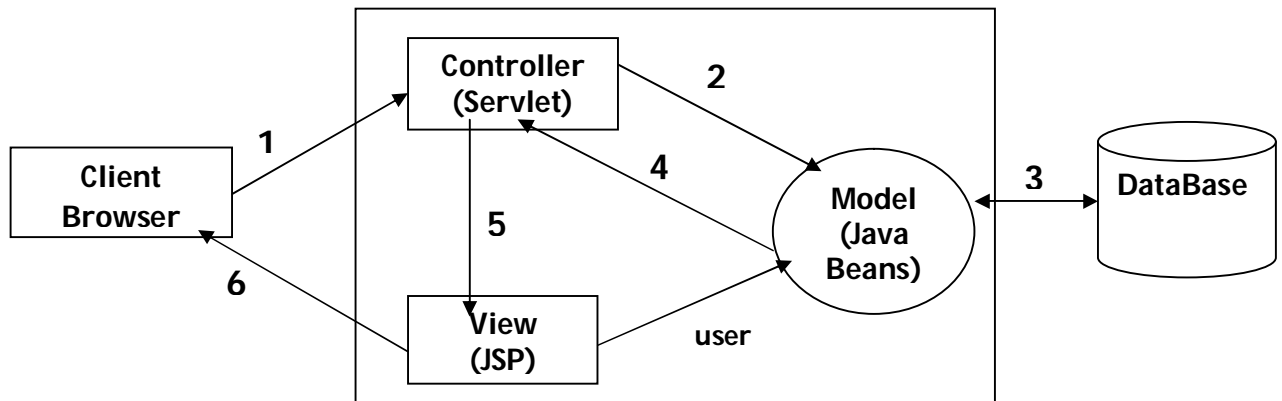 Controller
(Servlet)
2
1
Client
Browser
4
Model
(Java
Beans)
3
DataBase
5
6
View
(JSP)
user